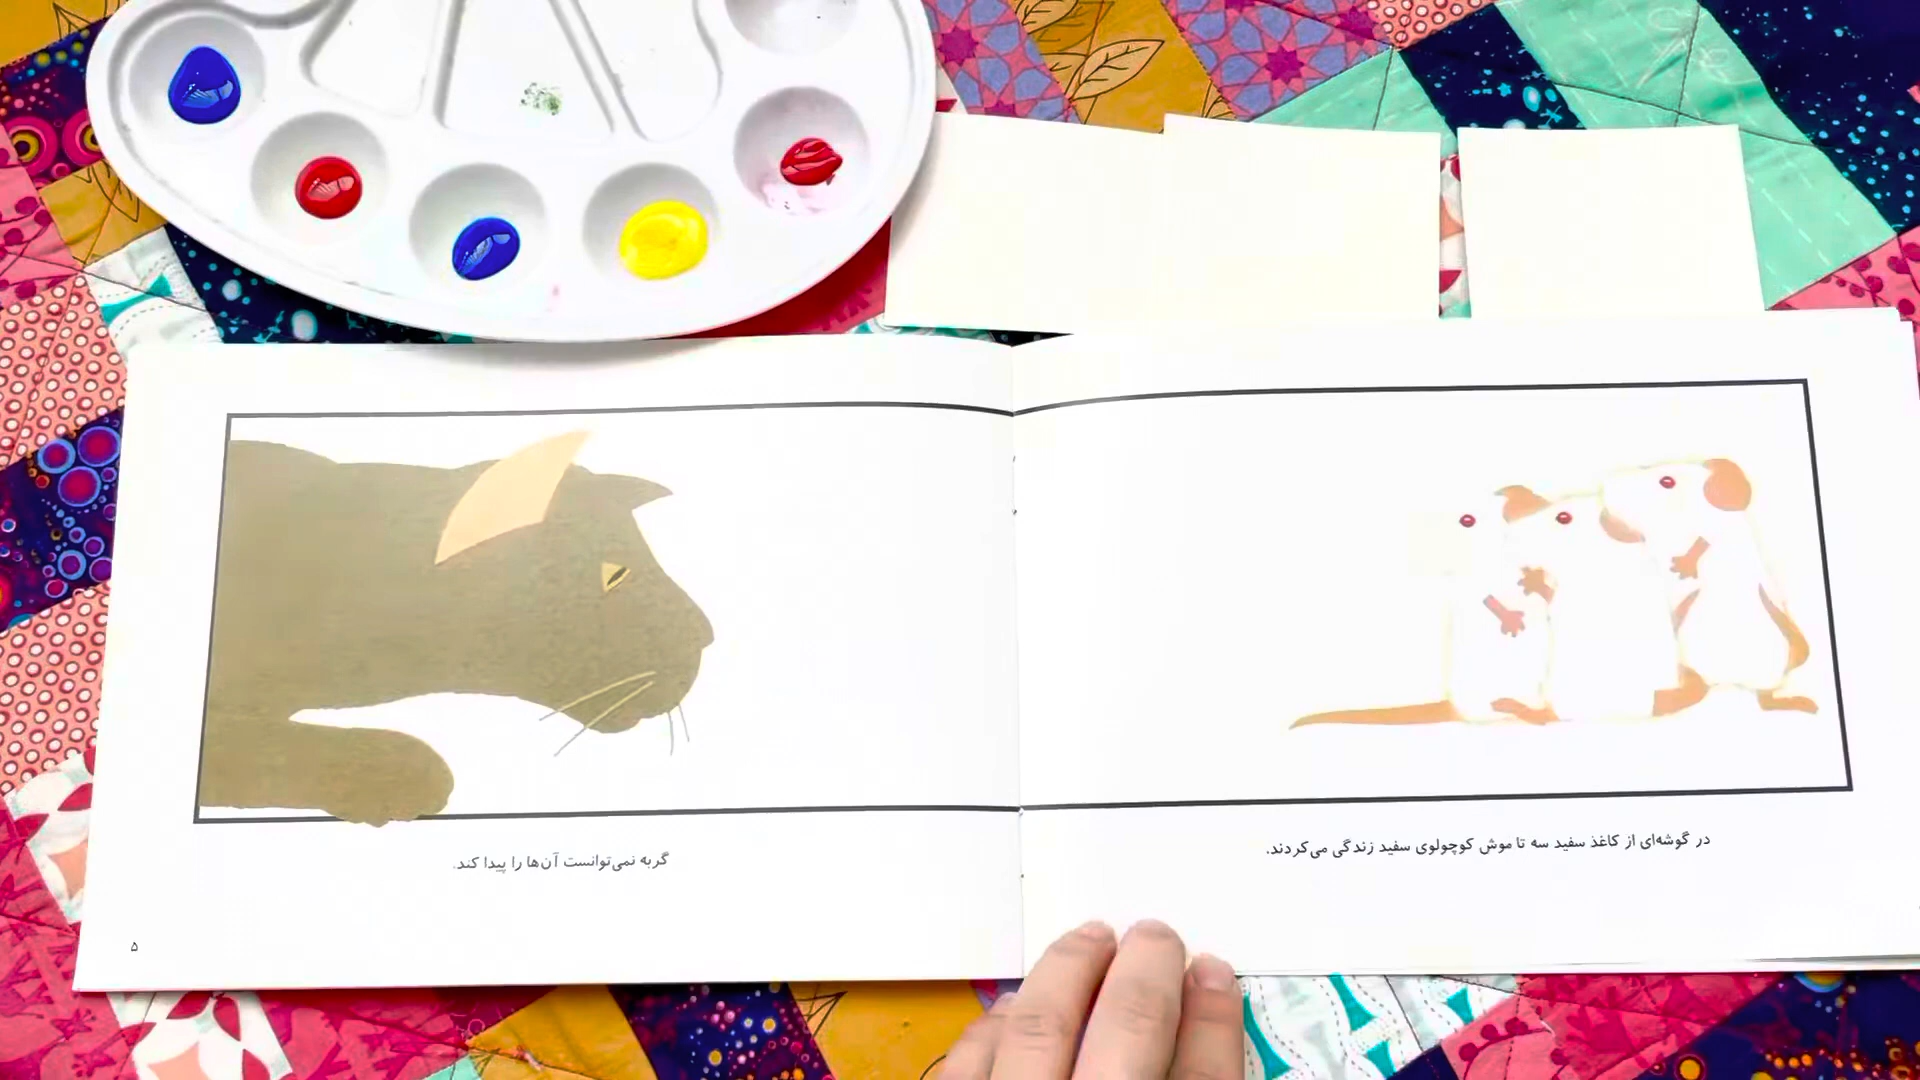 در گوشه‌ای از کاغذ سفید سه تا موش کوچولوی سفید زندگی می‌کردند.
گربه نمی‌توانست آن‌ها را پیدا کند.
۵